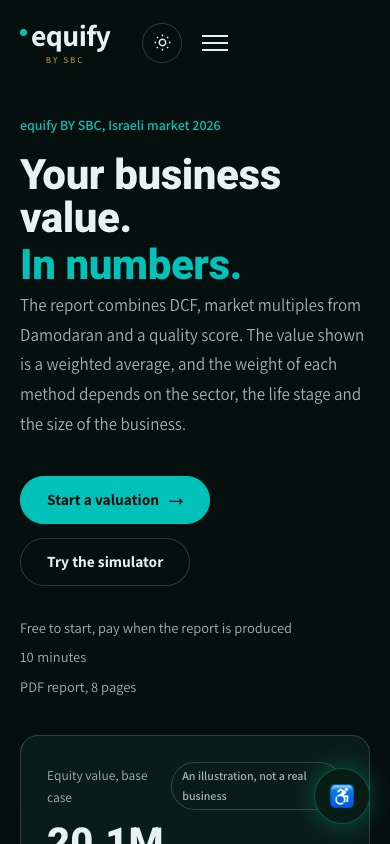 equify
BY SBC
equify BY SBC, Israeli market 2026
Your business
value.
In numbers.
The report combines DCF, market multiples from
Damodaran and a quality score. The value shown
is a weighted average, and the weight of each
method depends on the sector, the life stage and
the size of the business.
Start a valuation →
Try the simulator
Free to start, pay when the report is produced
10 minutes
PDF report, 8 pages
Equity value, base
case
An illustration, not a real
business
20.1M